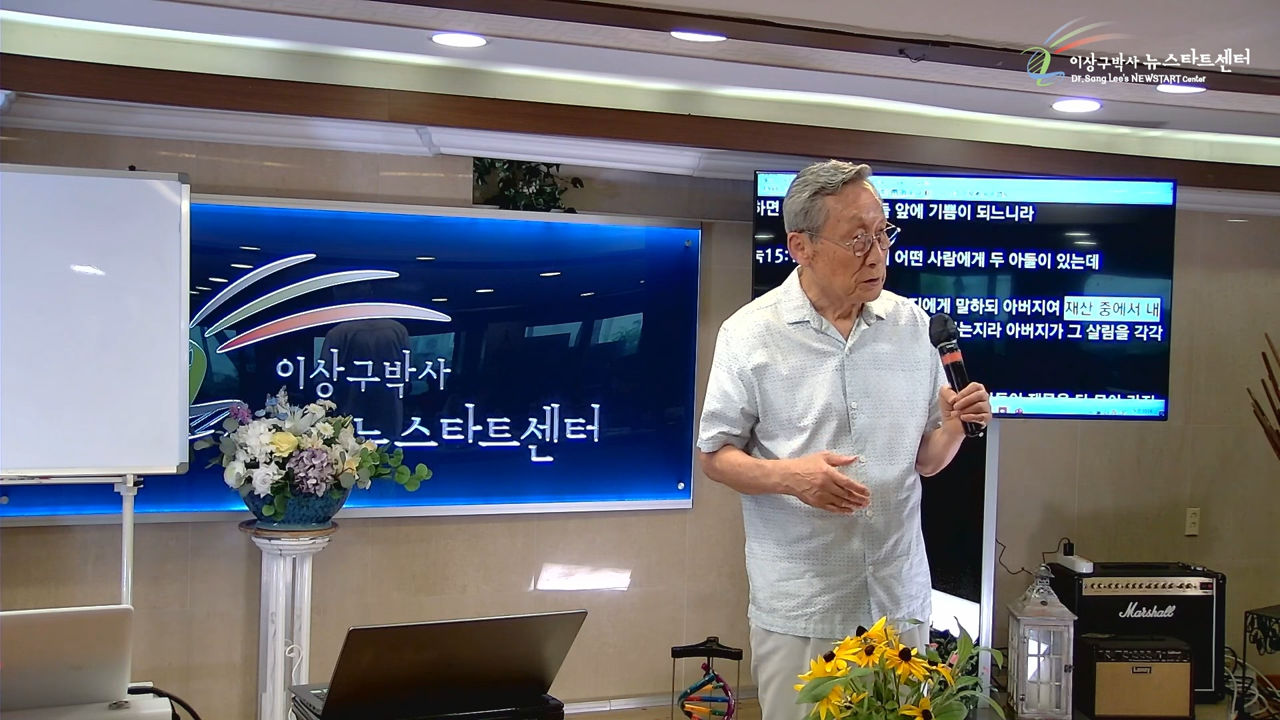 이상구박사 뉴스타트센터
Dr. Sang Lee's NEWSTART Center
하면
앞에 기쁨이 되느니라
어떤 사람에게 두 아들이 있는데
에게 말하되 아버지여 재산 중에서 내
는지라 아버지가 그 살림을 각각
이상구박사
뉴스타트센터
Marshall
Laney